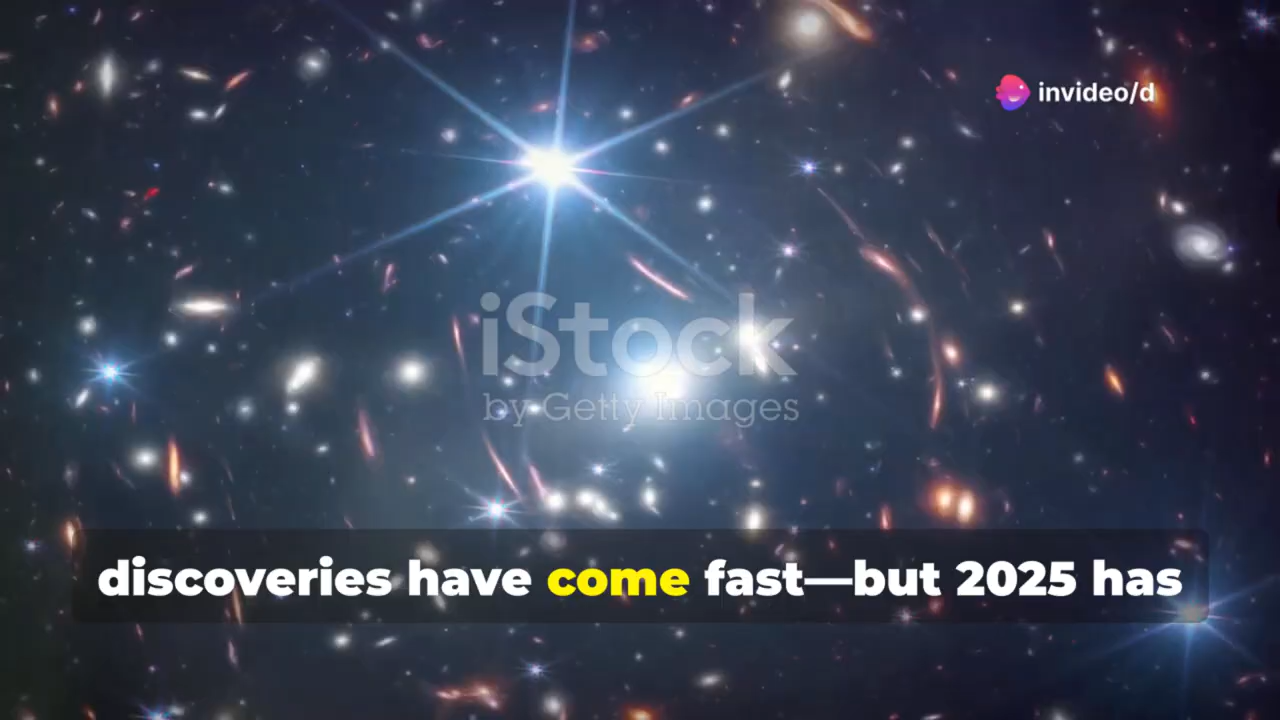 invideo/d
iStock
by Getty Images
discoveries have come fast—but 2025 has